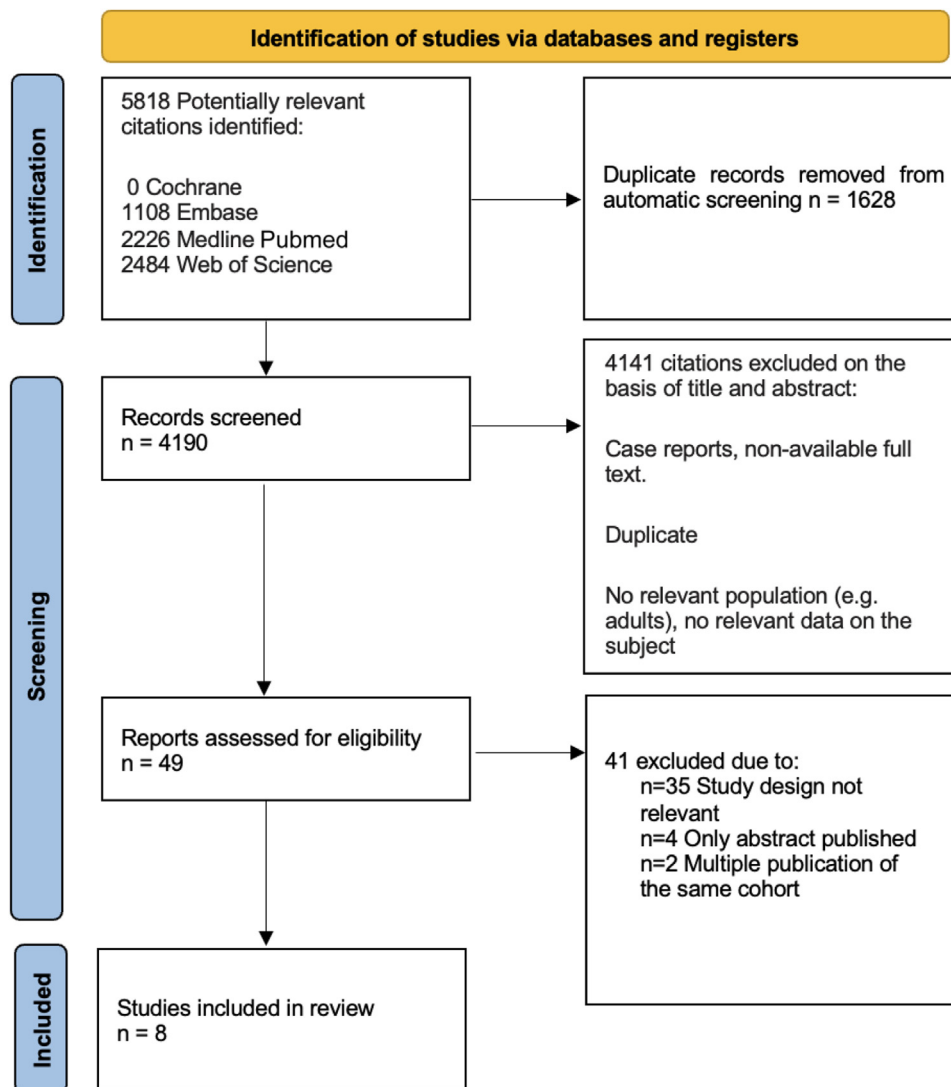 Identification of studies via databases and registers
Identification
5818 Potentially relevant
citations identified:
0 Cochrane
1108 Embase
2226 Medline Pubmed
2484 Web of Science
Duplicate records removed from
automatic screening n = 1628
Screening
Records screened
n = 4190
4141 citations excluded on the
basis of title and abstract:
Case reports, non-available full
text.
Duplicate
No relevant population (e.g.
adults), no relevant data on the
subject
Reports assessed for eligibility
n = 49
41 excluded due to:
n=35 Study design not
relevant
n=4 Only abstract published
n=2 Multiple publication of
the same cohort
Included
Studies included in review
n = 8